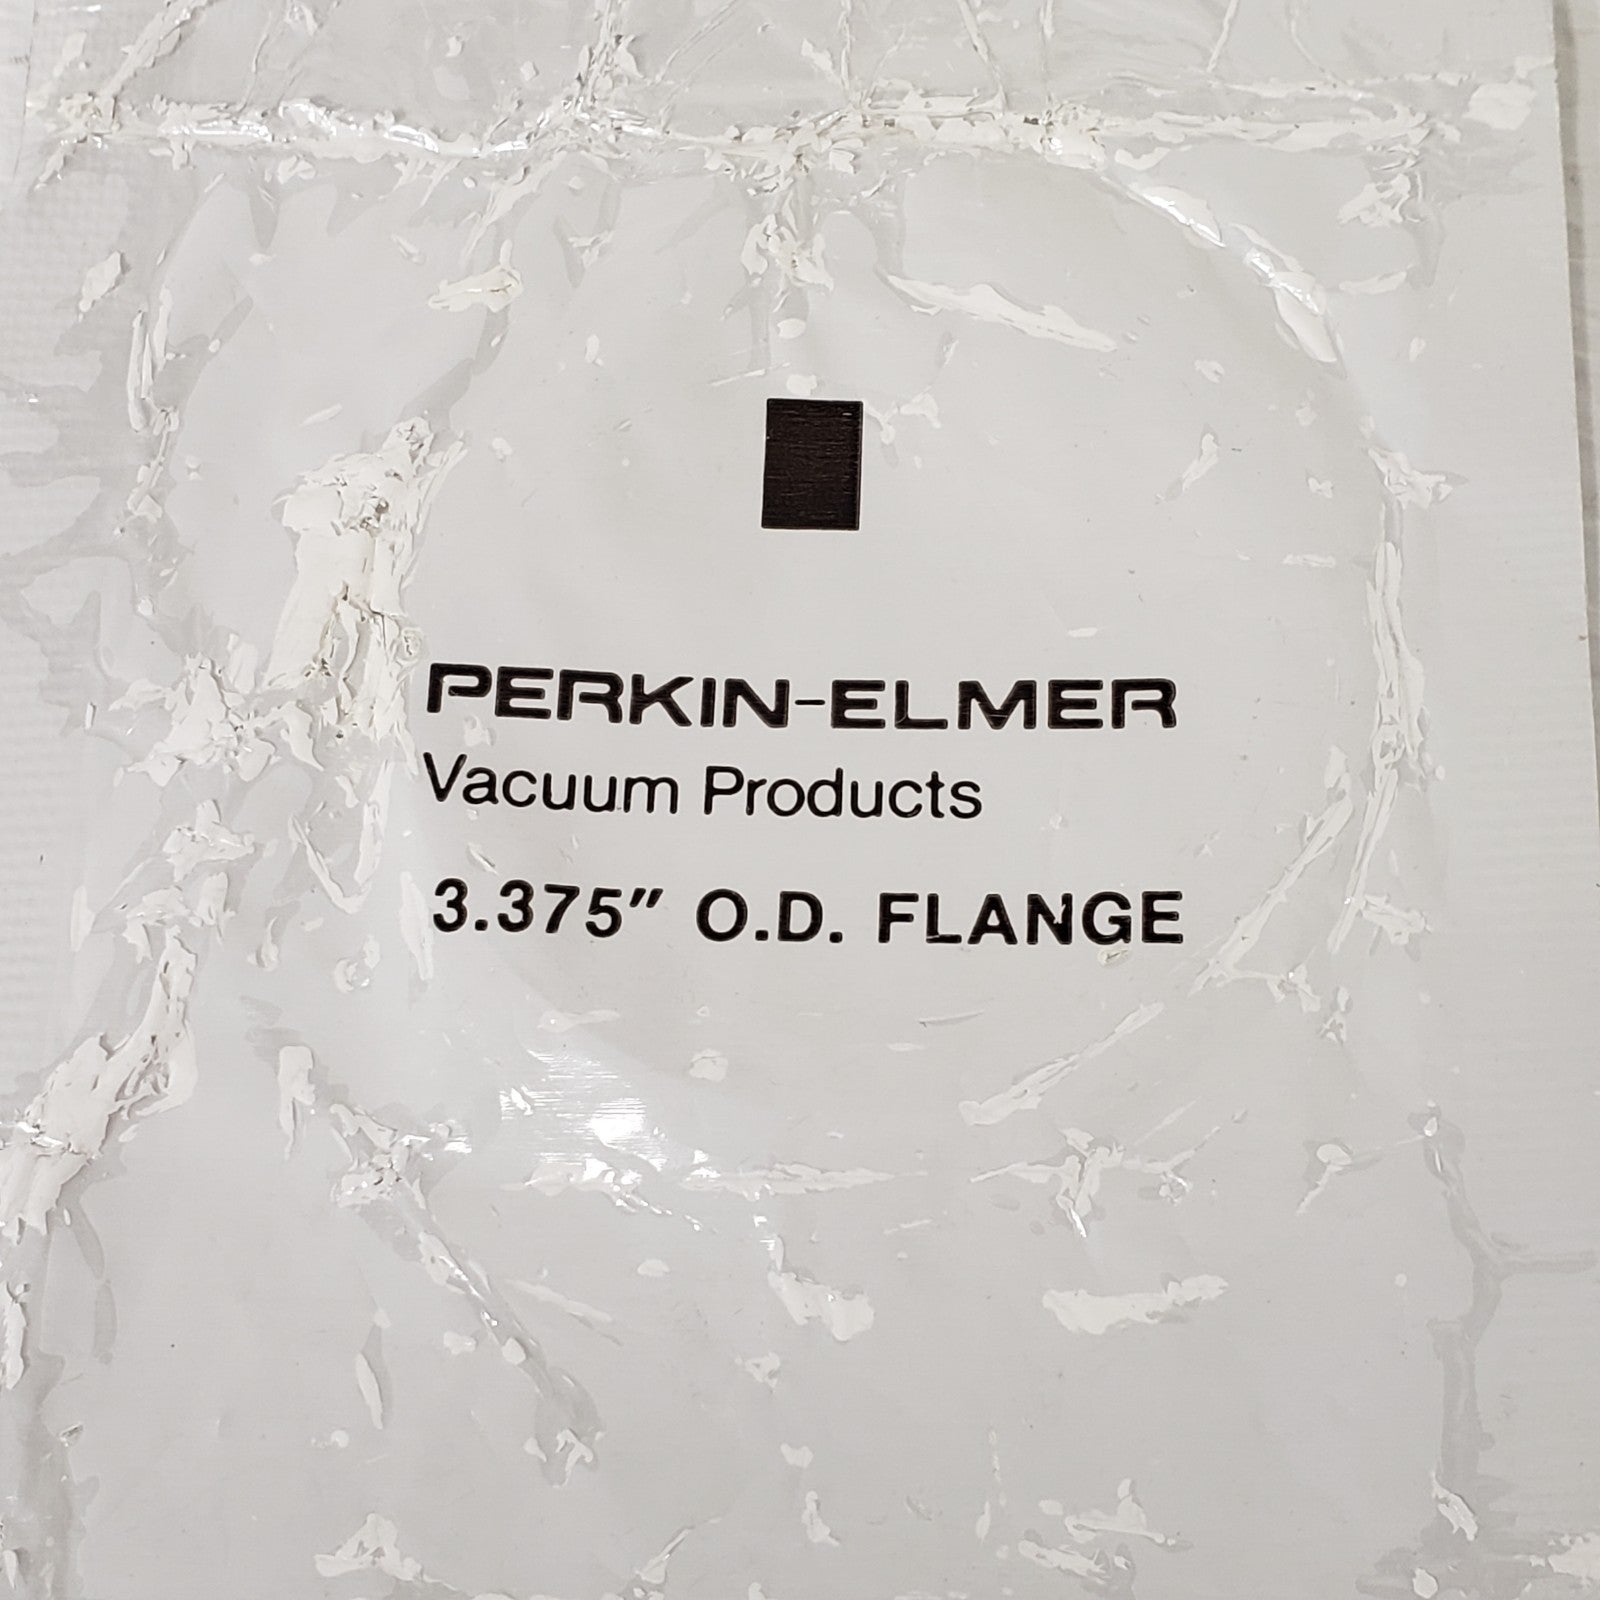 PERKIN-ELMER
Vacuum Products
3.375" O.D. FLANGE